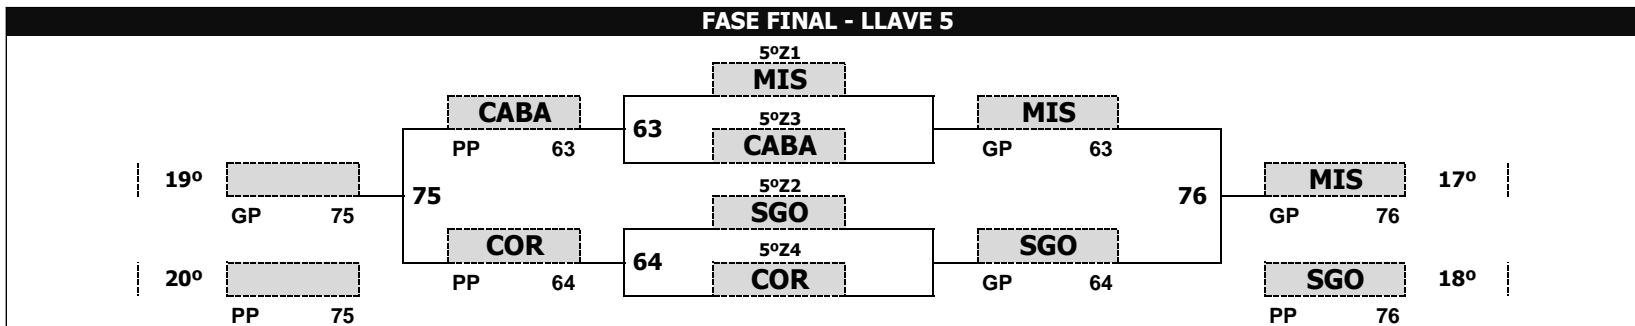 FASE FINAL - LLAVE 5
5ºZ1
MIS
CABA MIS
63 5ºZ3
CABA
PP 63 GP 63
19º MIS 17º
75 5ºZ2 76
SGO
GP 75 GP 76
COR SGO
64 5ºZ4
COR
PP 64 GP 64
20º SGO 18º
PP 75 PP 76